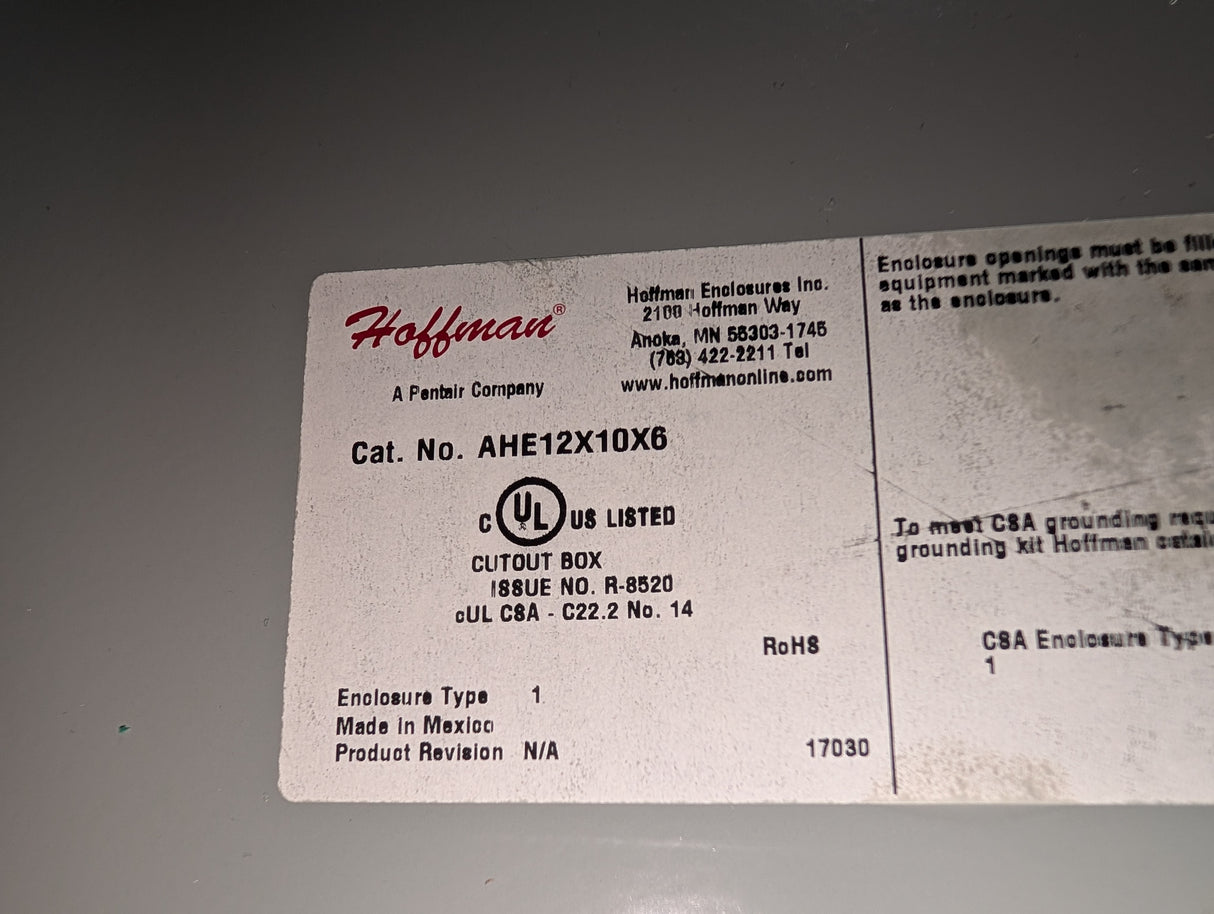 Hoffman®
A Pentair Company
Hoffman Enclosures Inc.
2100 Hoffman Way
Anoka, MN 55303-1745
(763) 422-2211 Tel
www.hoffmanonline.com
Cat. No. AHE12X10X6
C UL US LISTED
CUTOUT BOX
ISSUE NO. R-8520
cUL CSA - C22.2 No. 14
RoHS
Enclosure Type 1
Made in Mexico
Product Revision N/A
17030
Enclosure openings must be
equipment marked with the
as the enclosure.
To meet CSA grounding
grounding kit Hoffman
CSA Enclosure Type
1